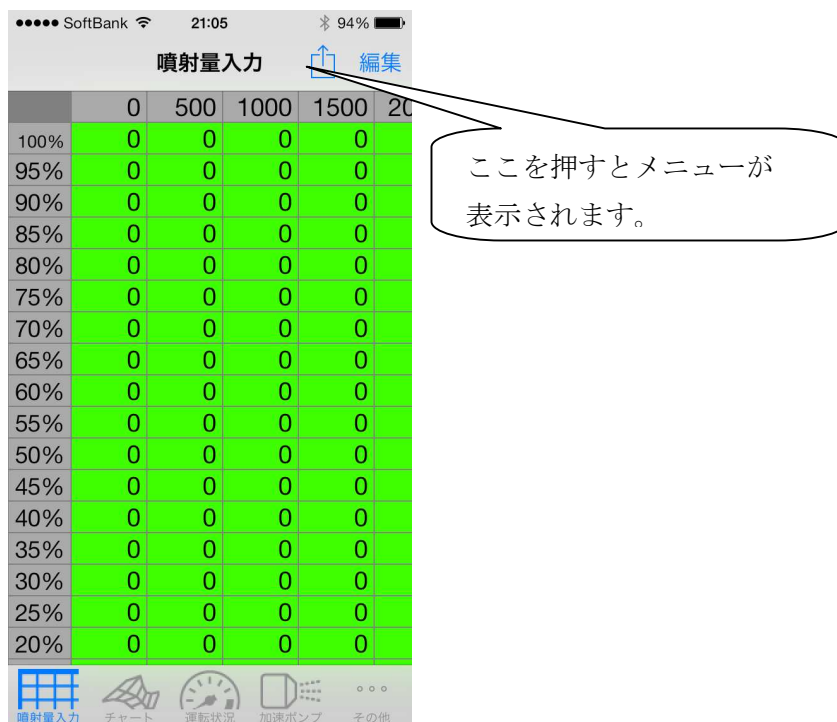 ●●●●● SoftBank 21:05 94%
噴射量入力 編集
0 500 1000 1500 20
100% 0 0 0 0
95% 0 0 0 0
90% 0 0 0 0
85% 0 0 0 0
80% 0 0 0 0
75% 0 0 0 0
70% 0 0 0 0
65% 0 0 0 0
60% 0 0 0 0
55% 0 0 0 0
50% 0 0 0 0
45% 0 0 0 0
40% 0 0 0 0
35% 0 0 0 0
30% 0 0 0 0
25% 0 0 0 0
20% 0 0 0 0
噴射量入力 チャート 運転状況 加速ポンプ その他
ここを押すとメニューが
表示されます。